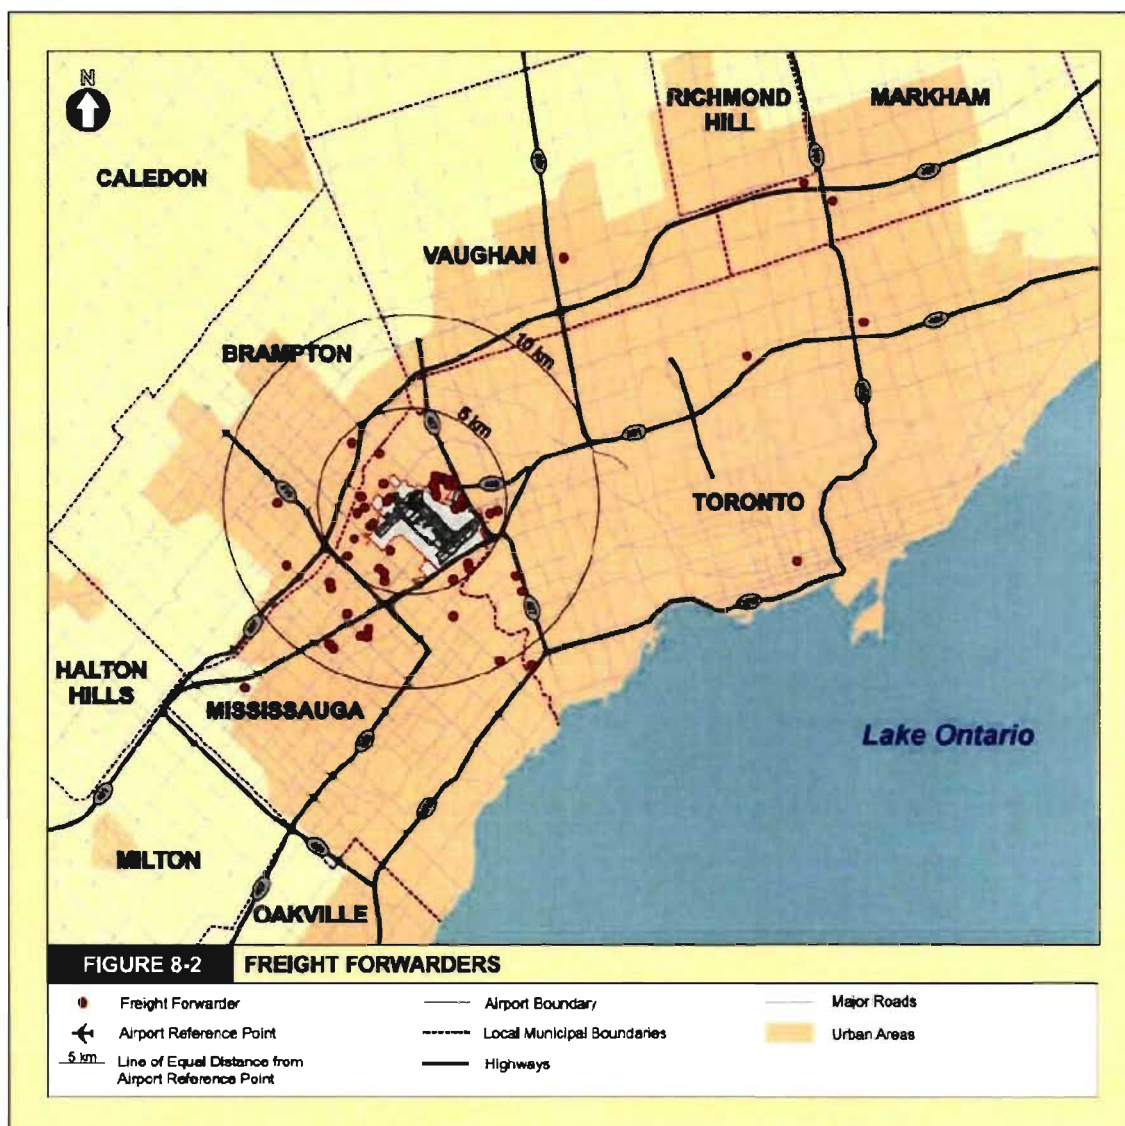 N
RICHMOND
HILL
MARKHAM
CALEDON
VAUGHAN
10 km
BRAMPTON
5 km
TORONTO
HALTON
HILLS
MISSISSAUGA
Lake Ontario
MILTON
OAKVILLE
FIGURE 8-2
FREIGHT FORWARDERS
Freight Forwarder
Airport Reference Point
5 km
Line of Equal Distance from
Airport Reference Point
Airport Boundary
Local Municipal Boundaries
Highways
Major Roads
Urban Areas